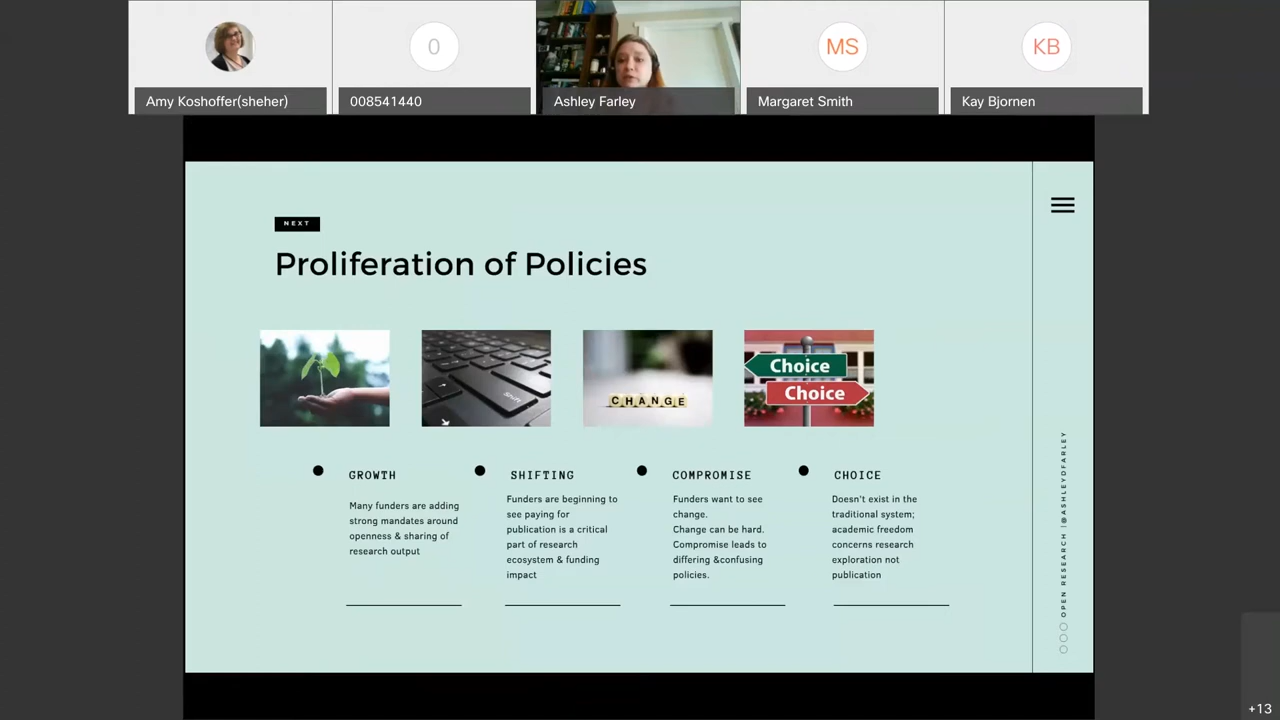 Amy Koshoffer(sheher)
0
008541440
Ashley Farley
MS
Margaret Smith
KB
Kay Bjornen
NEXT
Proliferation of Policies
Shift
CHANGE
Choice
Choice
GROWTH
Many funders are adding
strong mandates around
openness & sharing of
research output
SHIFTING
Funders are beginning to
see paying for
publication is a critical
part of research
ecosystem & funding
impact
COMPROMISE
Funders want to see
change.
Change can be hard.
Compromise leads to
differing &confusing
policies.
CHOICE
Doesn't exist in the
traditional system;
academic freedom
concerns research
exploration not
publication
OPEN RESEARCH |@ASHLEYDFARLEY
+13